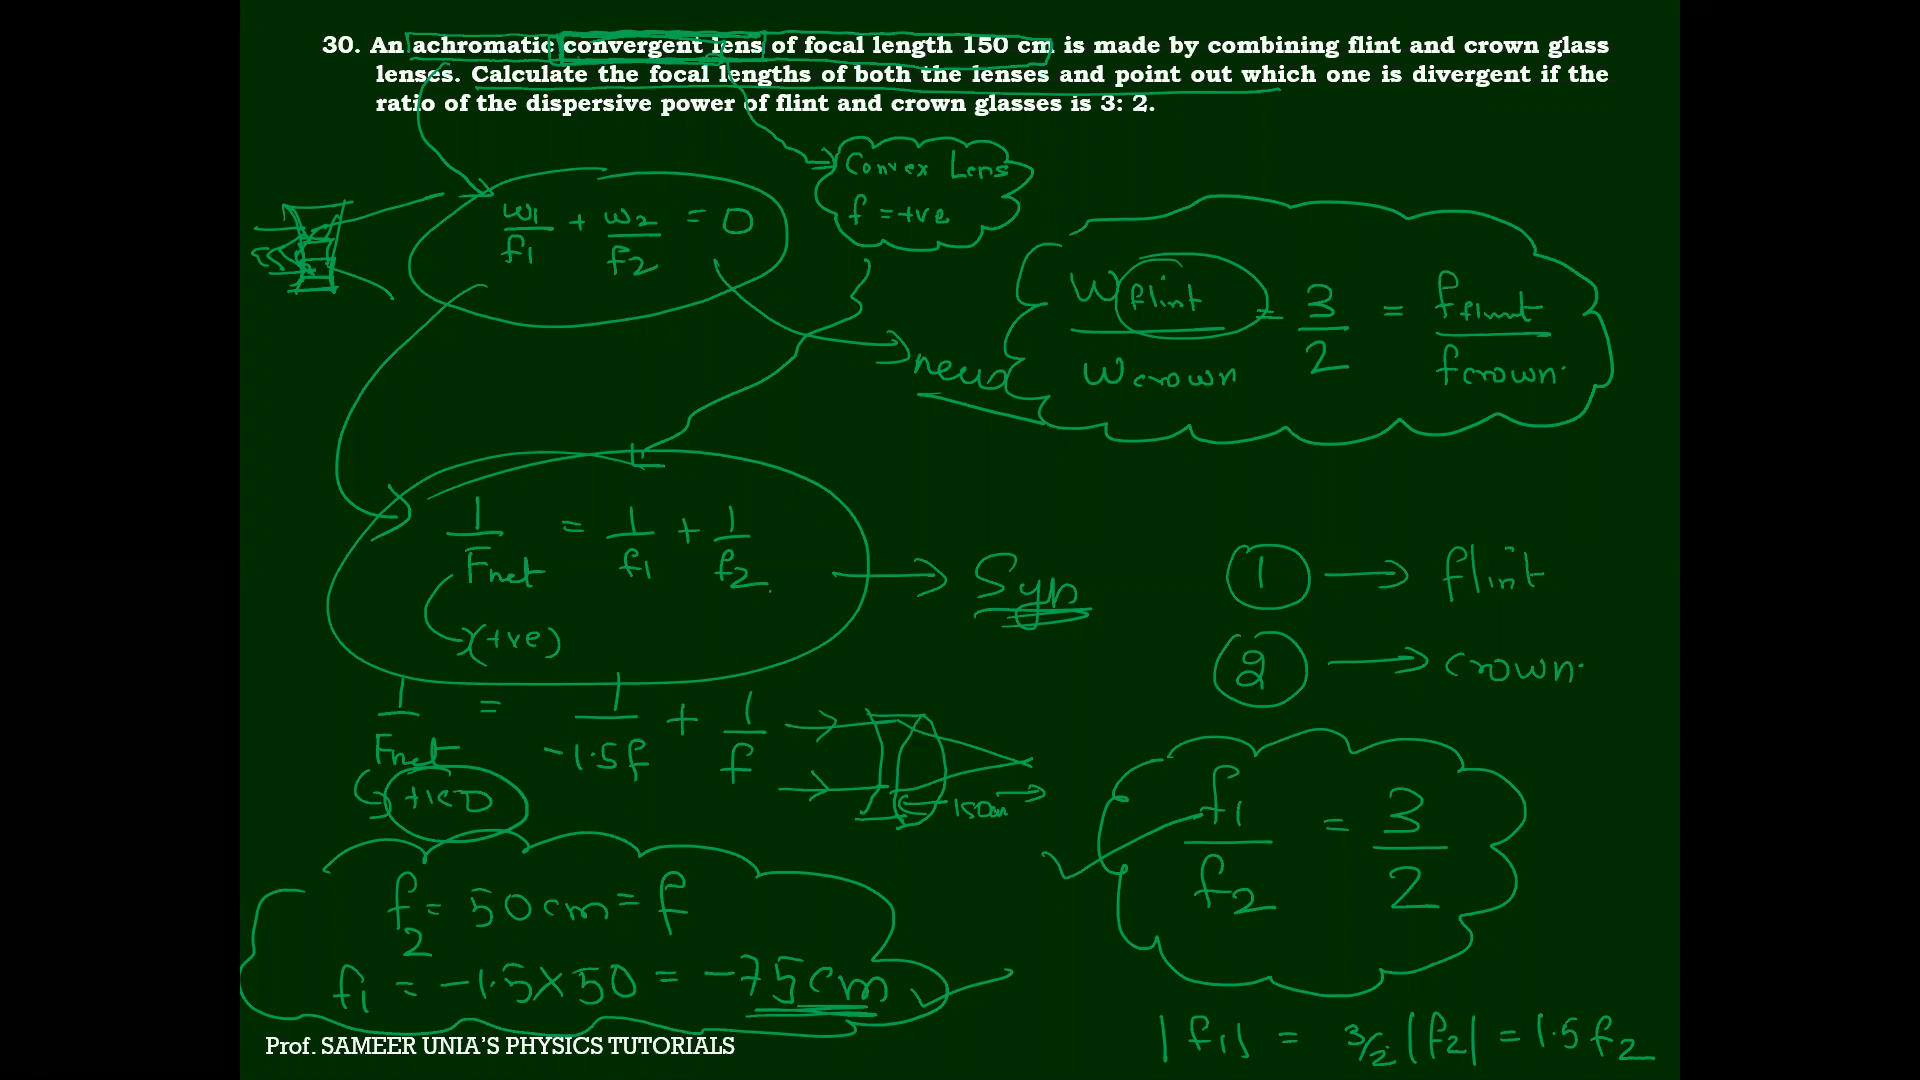 30. An achromatic convergent lens of focal length 150 cm is made by combining flint and crown glass
lenses. Calculate the focal lengths of both the lenses and point out which one is divergent if the
ratio of the dispersive power of flint and crown glasses is 3: 2.
Convex Lens
f = +ve
ω1/f1 + ω2/f2 = 0
Wflint/Wcrown = 3/2 = fflint/fcrown.
1/Fnet = 1/f1 + 1/f2
(+ve)
1 → flint
2 → crown.
1/Fnet = 1/-1.5f + 1/f
+150
150cm
f1/f2 = 3/2
f2 = 50cm = f
f1 = -1.5×50 = -75cm
|f1| = 3/2 |f2| = 1.5 f2
Prof. SAMEER UNIA'S PHYSICS TUTORIALS